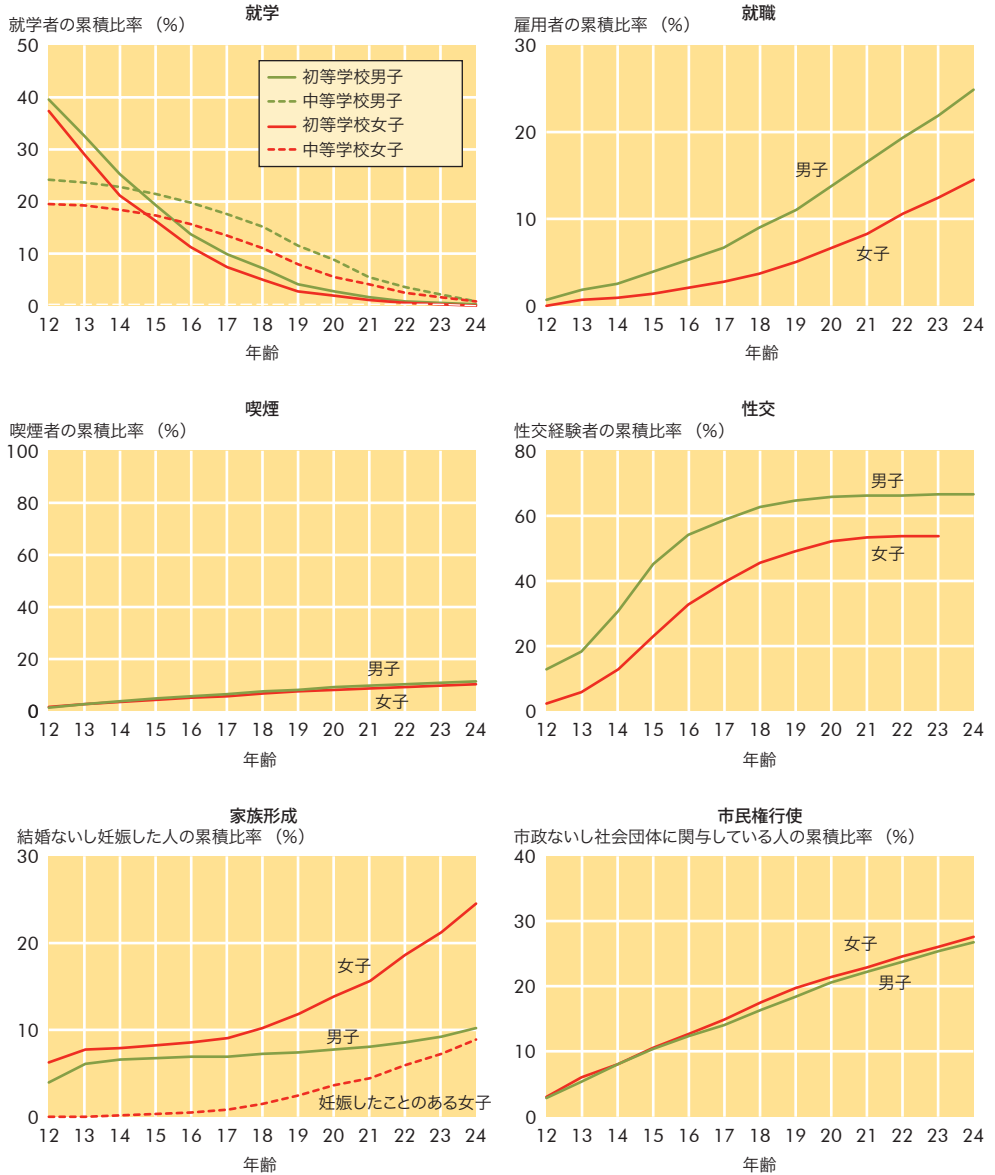 就学
就学者の累積比率 （%）
50
40
30
20
10
0
初等学校男子
中等学校男子
初等学校女子
中等学校女子
12 13 14 15 16 17 18 19 20 21 22 23 24
年齢
就職
雇用者の累積比率 （%）
30
20
10
0
男子
女子
12 13 14 15 16 17 18 19 20 21 22 23 24
年齢
喫煙
喫煙者の累積比率 （%）
100
80
60
40
20
0
男子
女子
12 13 14 15 16 17 18 19 20 21 22 23 24
年齢
性交
性交経験者の累積比率 （%）
80
60
40
20
0
男子
女子
12 13 14 15 16 17 18 19 20 21 22 23 24
年齢
家族形成
結婚ないし妊娠した人の累積比率 （%）
30
20
10
0
女子
男子
妊娠したことのある女子
12 13 14 15 16 17 18 19 20 21 22 23 24
年齢
市民権行使
市政ないし社会団体に関与している人の累積比率 （%）
40
30
20
10
0
女子
男子
12 13 14 15 16 17 18 19 20 21 22 23 24
年齢